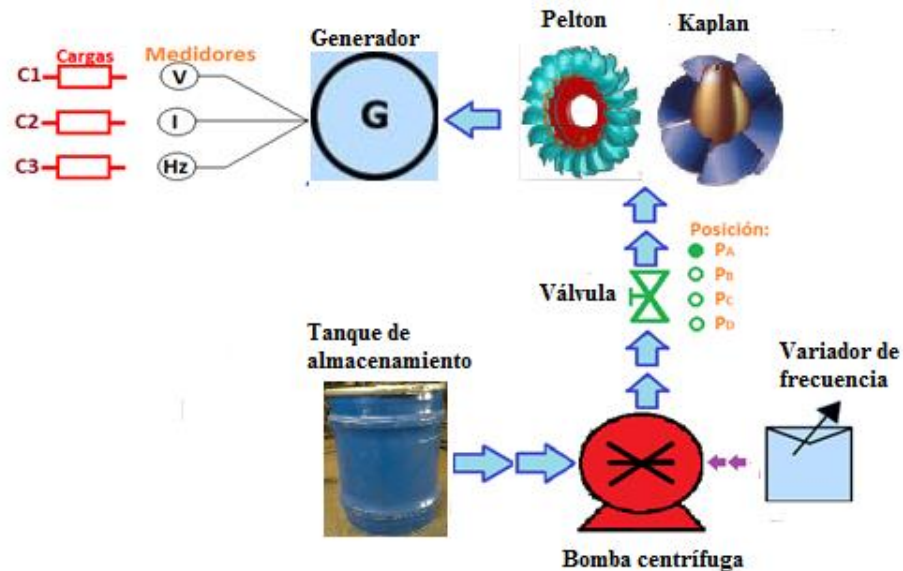 Pelton
Kaplan
Generador
Cargas
Medidores
C1
V
C2
I
G
C3
Hz
Posición:
PA
PB
PC
PD
Válvula
Tanque de
almacenamiento
Variador de
frecuencia
Bomba centrífuga